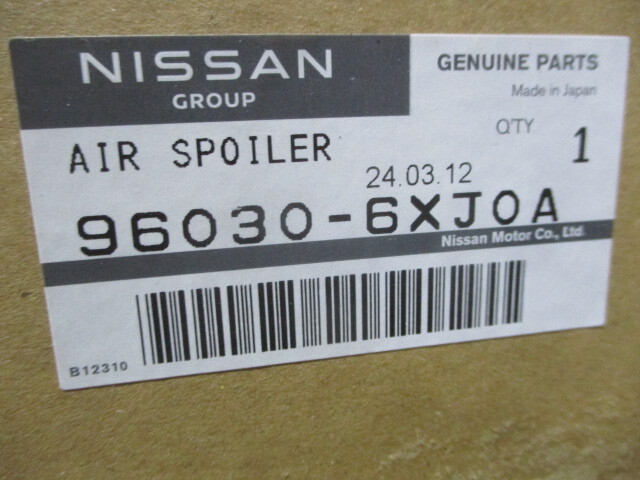 NISSAN
GROUP
GENUINE PARTS
Made in Japan
Q'TY 1
AIR SPOILER
24.03.12
96030-6XJ0A
Nissan Motor Co., Ltd.
B12310